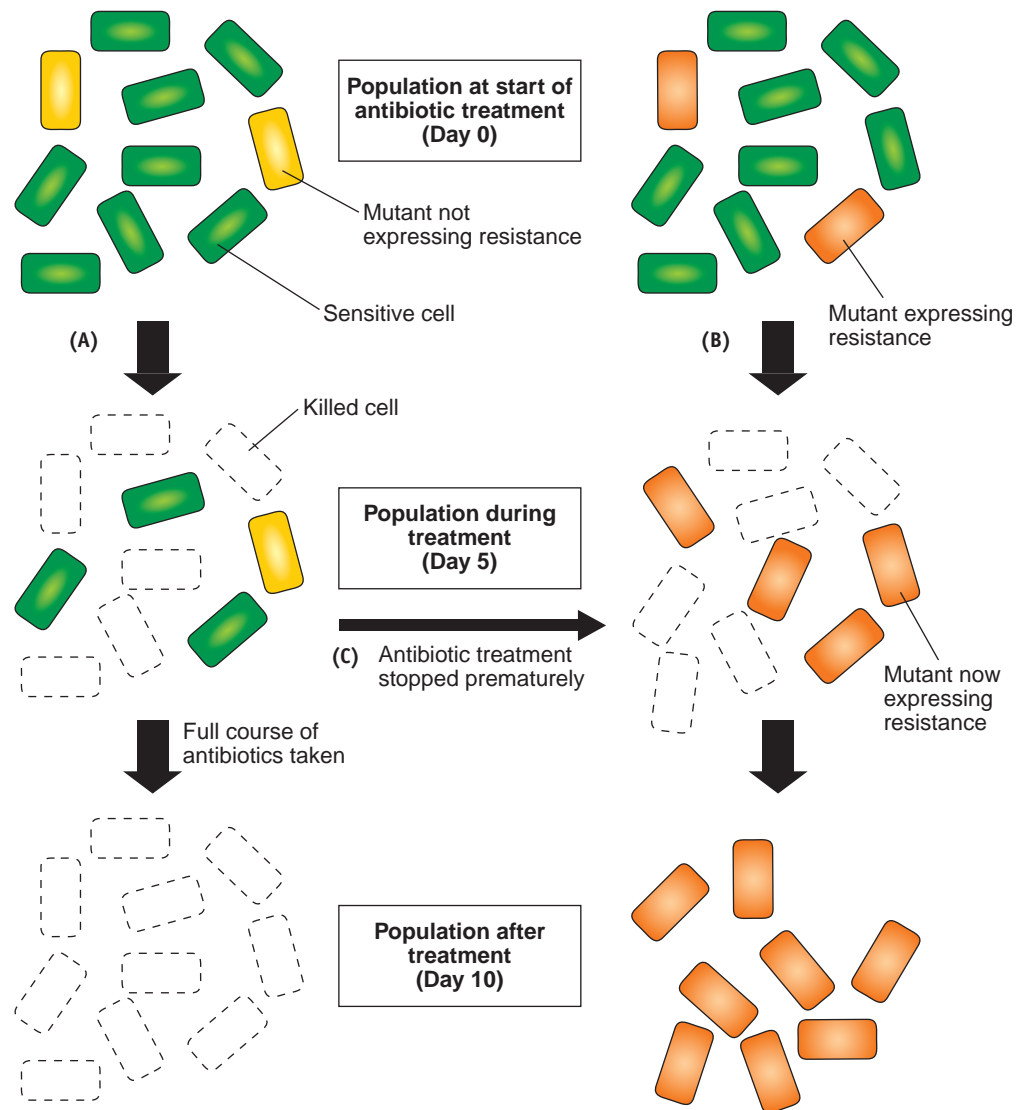 Population at start of
antibiotic treatment
(Day 0)
Mutant not
expressing resistance
Sensitive cell
Mutant expressing
resistance
(A)
(B)
Killed cell
Population during
treatment
(Day 5)
(C) Antibiotic treatment
stopped prematurely
Mutant now
expressing
resistance
Full course of
antibiotics taken
Population after
treatment
(Day 10)